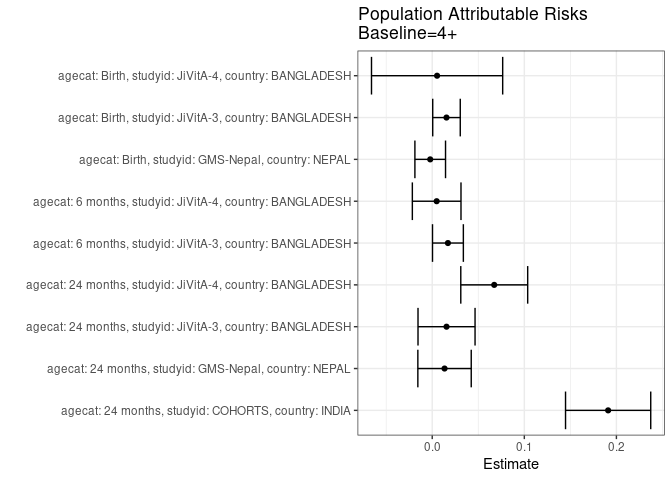 Population Attributable Risks
Baseline=4+
agecat: Birth, studyid: JiVitA-4, country: BANGLADESH
agecat: Birth, studyid: JiVitA-3, country: BANGLADESH
agecat: Birth, studyid: GMS-Nepal, country: NEPAL
agecat: 6 months, studyid: JiVitA-4, country: BANGLADESH
agecat: 6 months, studyid: JiVitA-3, country: BANGLADESH
agecat: 24 months, studyid: JiVitA-4, country: BANGLADESH
agecat: 24 months, studyid: JiVitA-3, country: BANGLADESH
agecat: 24 months, studyid: GMS-Nepal, country: NEPAL
agecat: 24 months, studyid: COHORTS, country: INDIA
0.0 0.1 0.2
Estimate